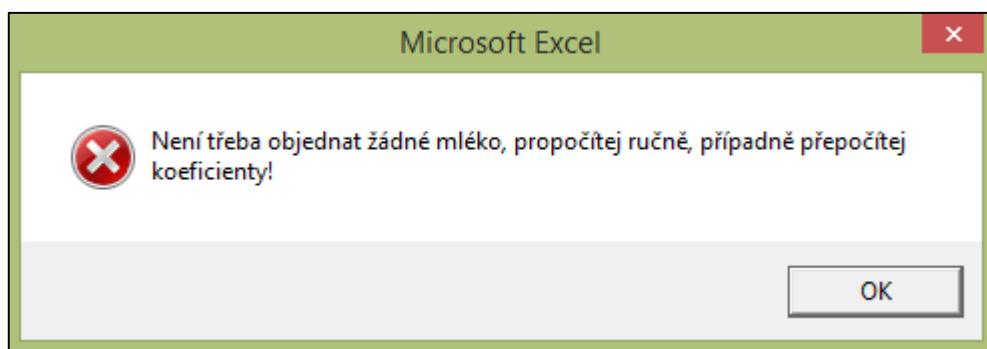 Microsoft Excel
Není třeba objednat žádné mléko, propočítej ručně, případně přepočítej
koeficienty!
OK